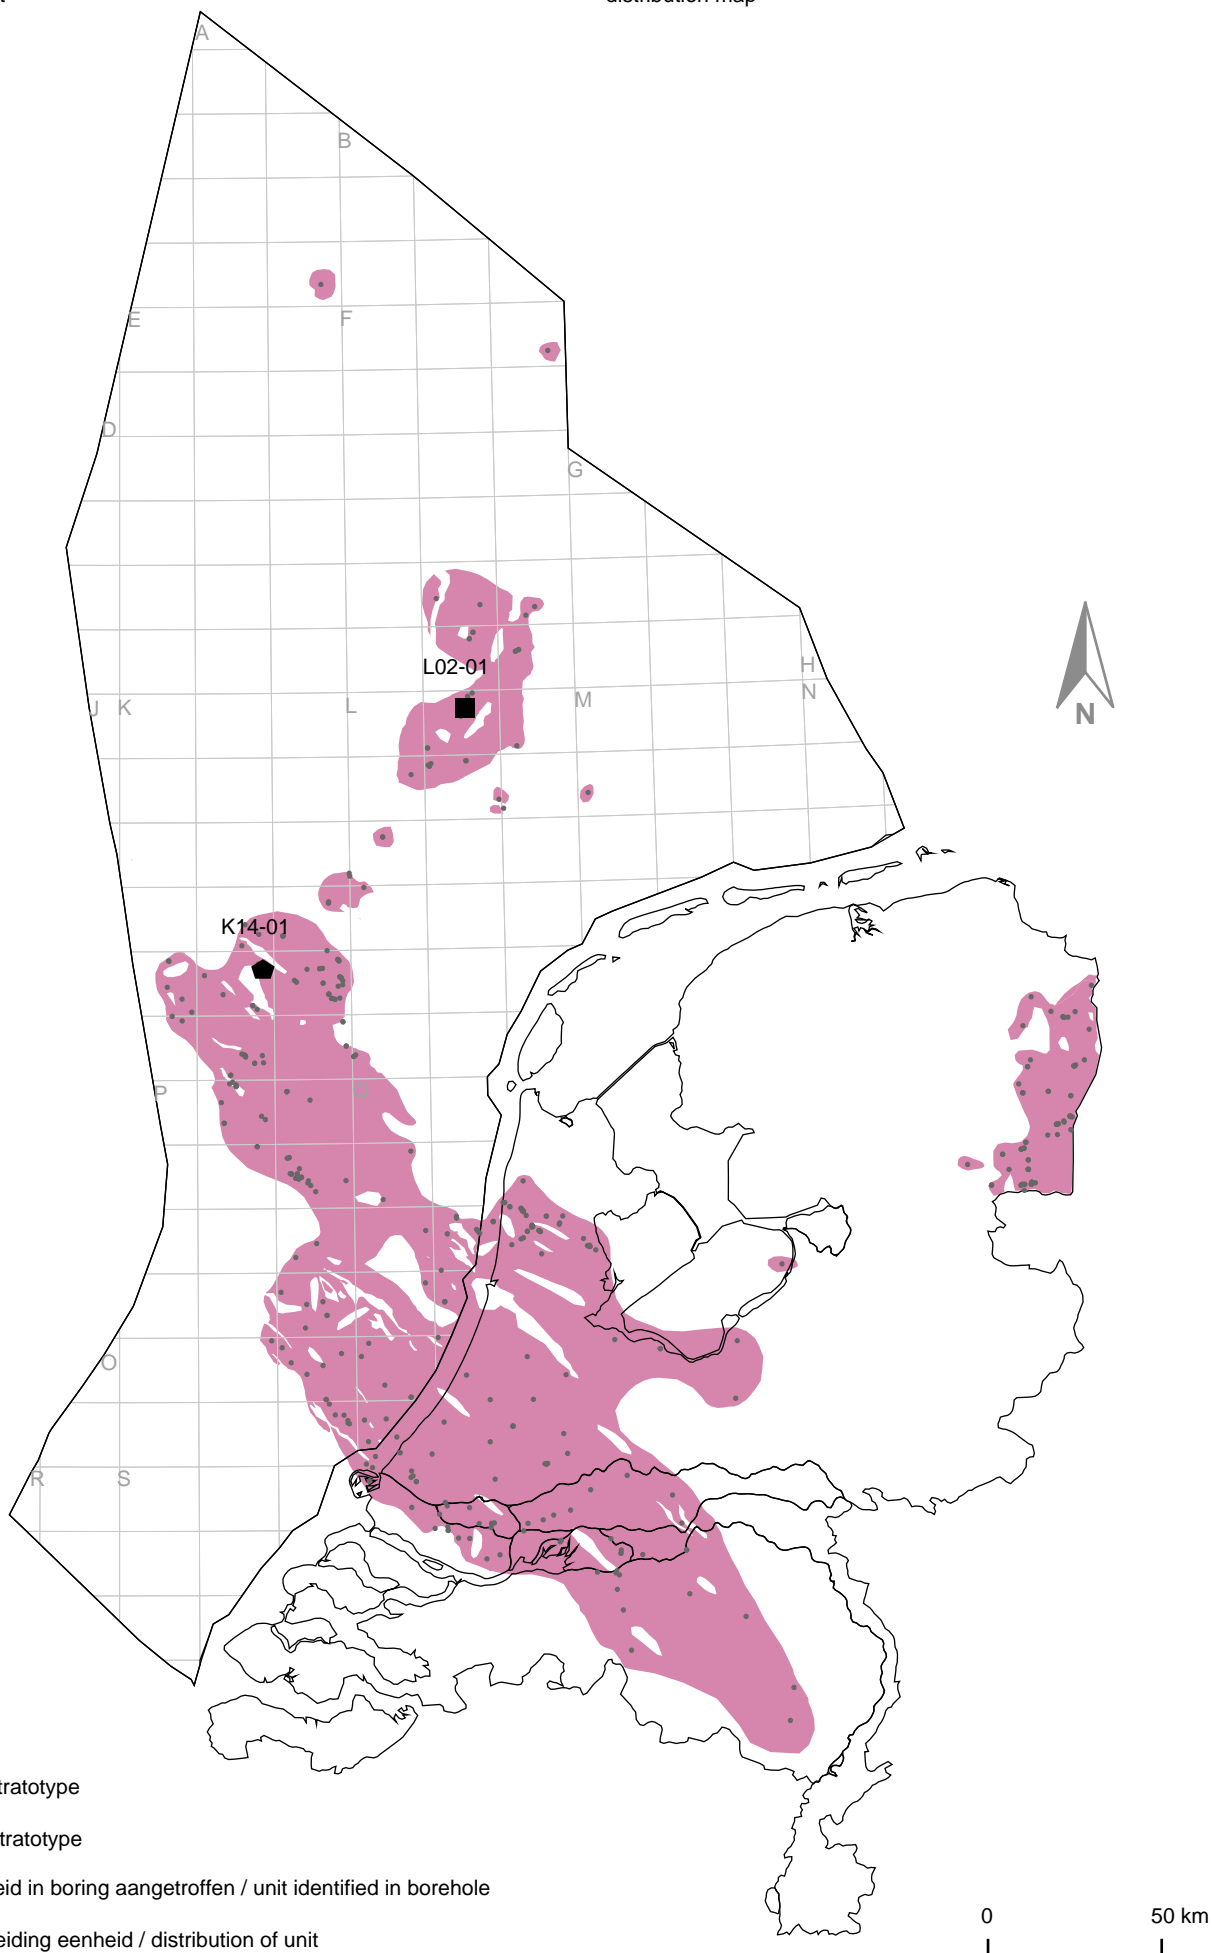 distribution map
A
B
E
F
D
G
L02-01
H
N
J K
L
M
N
K14-01
P
Q
O
R
S
tratotype
tratotype
eid in boring aangetroffen / unit identified in borehole
eiding eenheid / distribution of unit
0
50 km